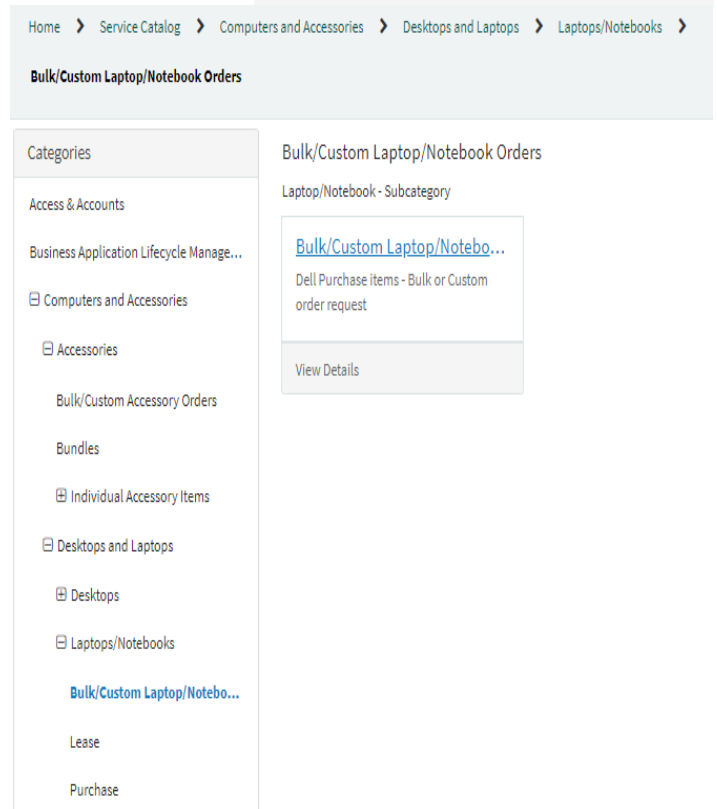 Home > Service Catalog > Computers and Accessories > Desktops and Laptops > Laptops/Notebooks >
Bulk/Custom Laptop/Notebook Orders
Categories
Access & Accounts
Business Application Lifecycle Manage...
Computers and Accessories
Accessories
Bulk/Custom Accessory Orders
Bundles
Individual Accessory Items
Desktops and Laptops
Desktops
Laptops/Notebooks
Bulk/Custom Laptop/Notebo...
Lease
Purchase
Bulk/Custom Laptop/Notebook Orders
Laptop/Notebook - Subcategory
Bulk/Custom Laptop/Notebo...
Dell Purchase items - Bulk or Custom
order request
View Details